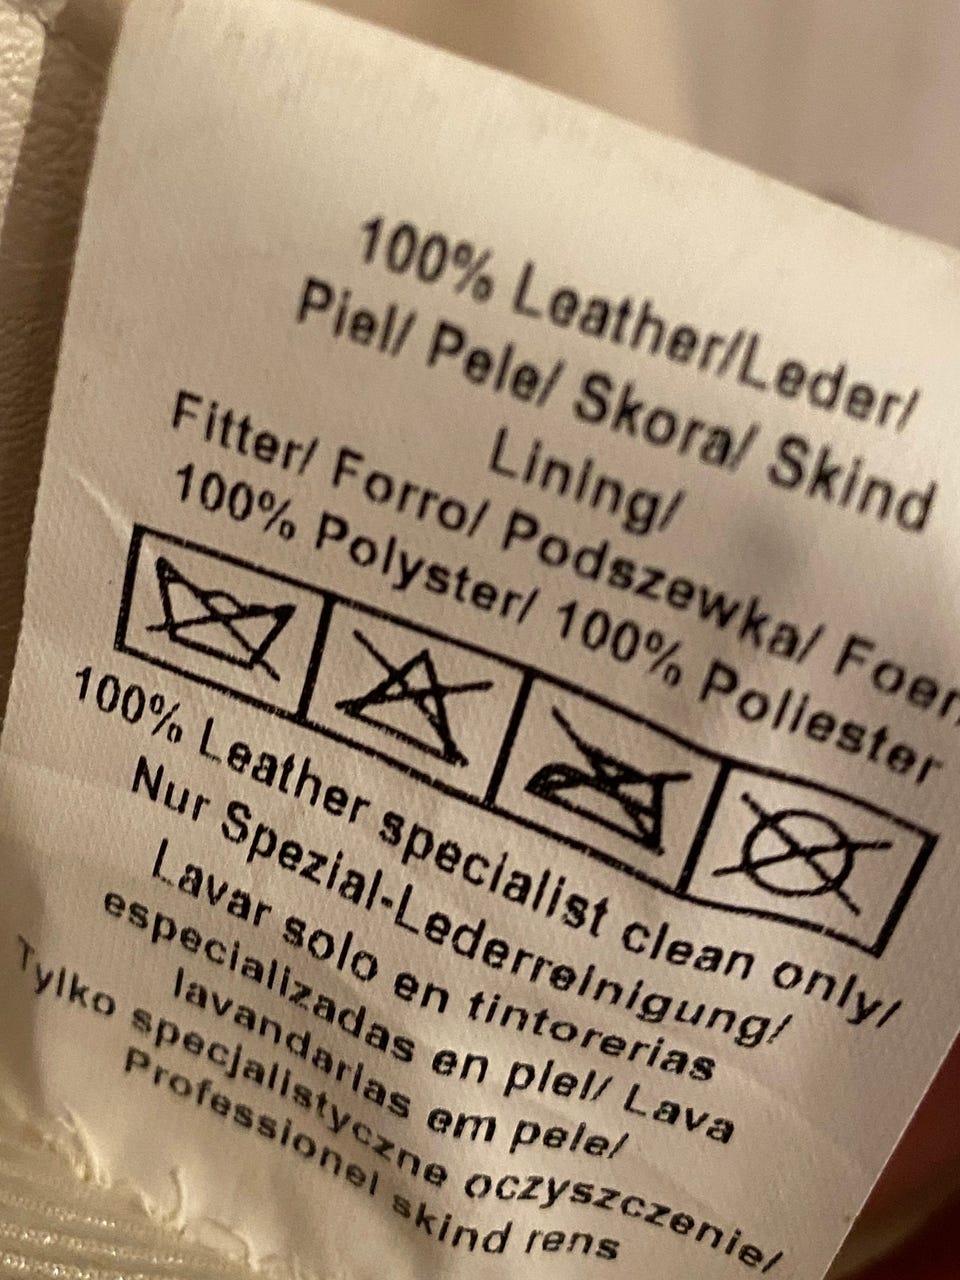 100% Leather/Leder/
Piel/ Pele/ Skora/ Skind
Lining/
Fitter/ Forro/ Podszewka/ Foer
100% Polyster/ 100% Poliester
100% Leather specialist clean only/
Nur Spezial-Lederreinigung/
Lavar solo en tintorerias
especializadas en piel/ Lava
lavandarias em pele/
Tylko specjalistyczne oczyszczenie/
Professionel skind rens